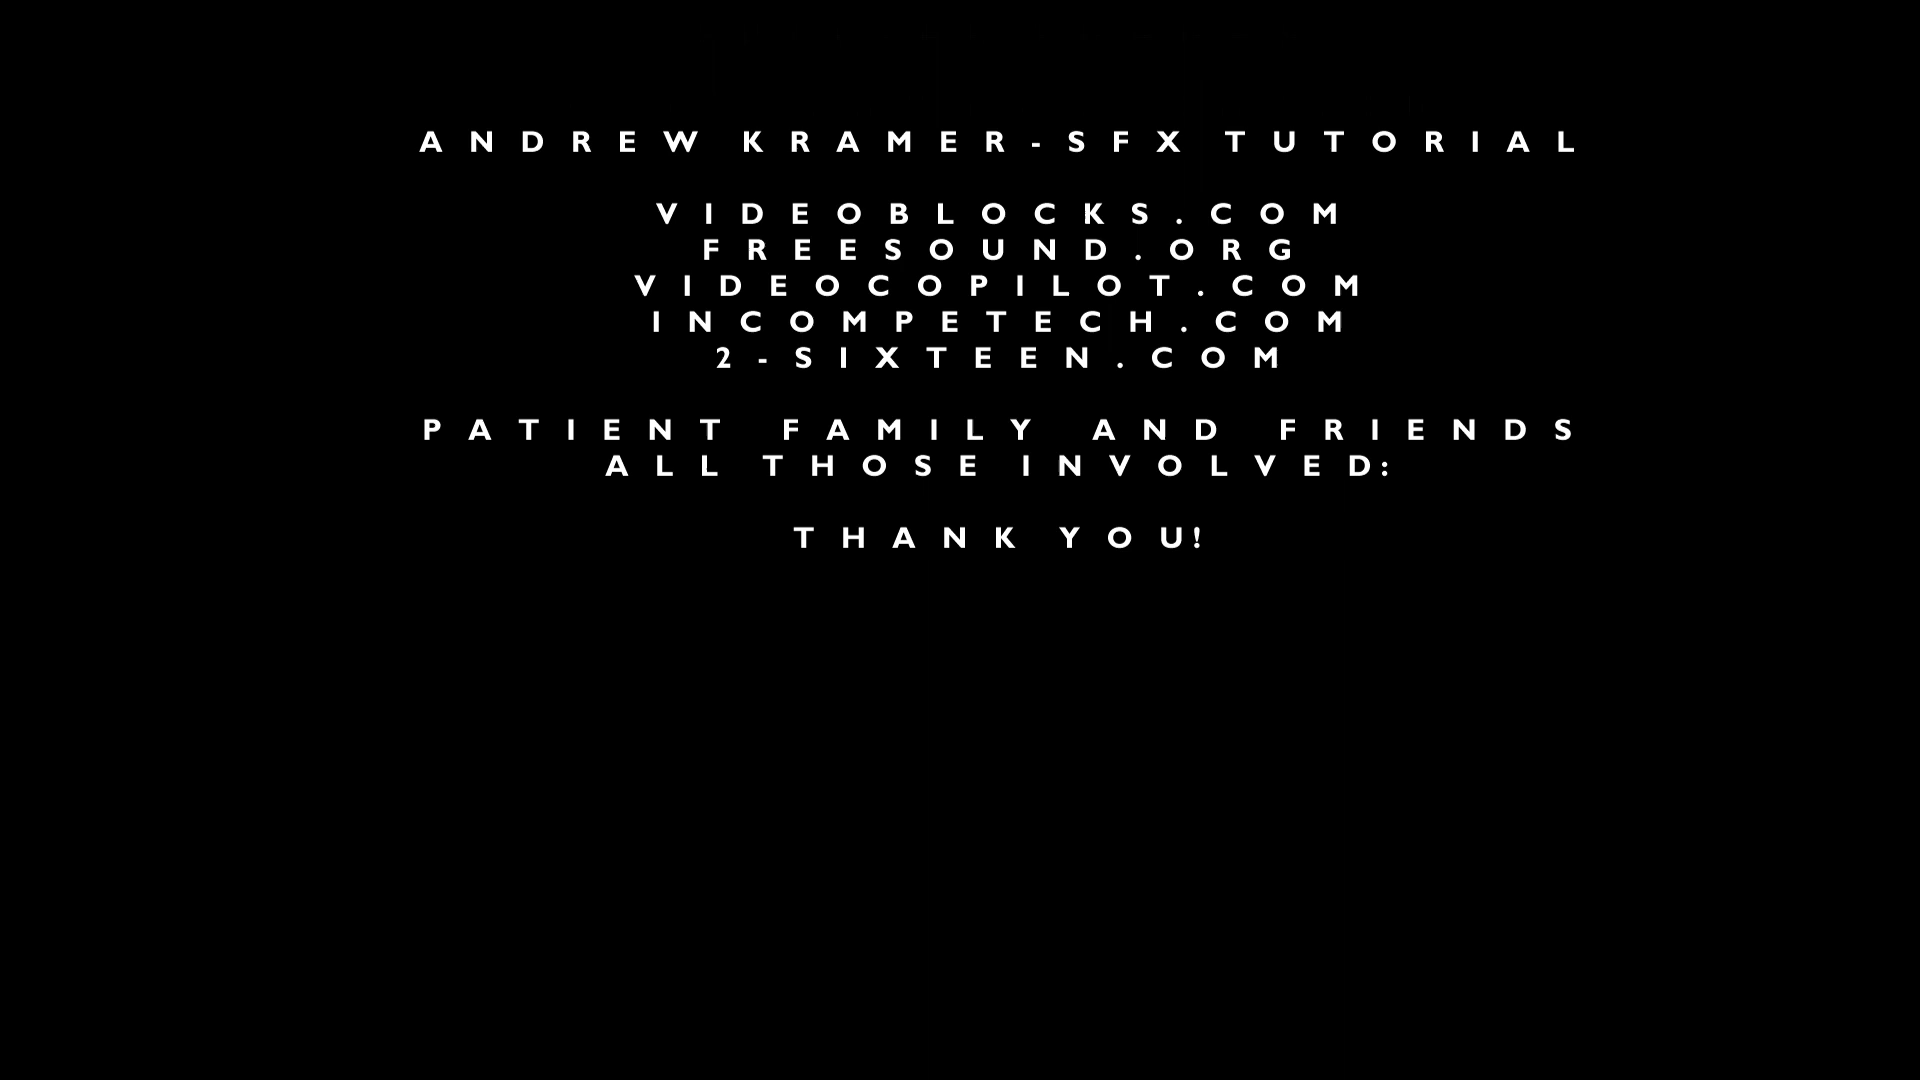 ANDREW KRAMER-SFX TUTORIAL
VIDEOBLOCKS.COM
FREESOUND.ORG
VIDEOCOPILOT.COM
INCOMPETECH.COM
2-SIXTEEN.COM
PATIENT FAMILY AND FRIENDS
ALL THOSE INVOLVED:
THANK YOU!